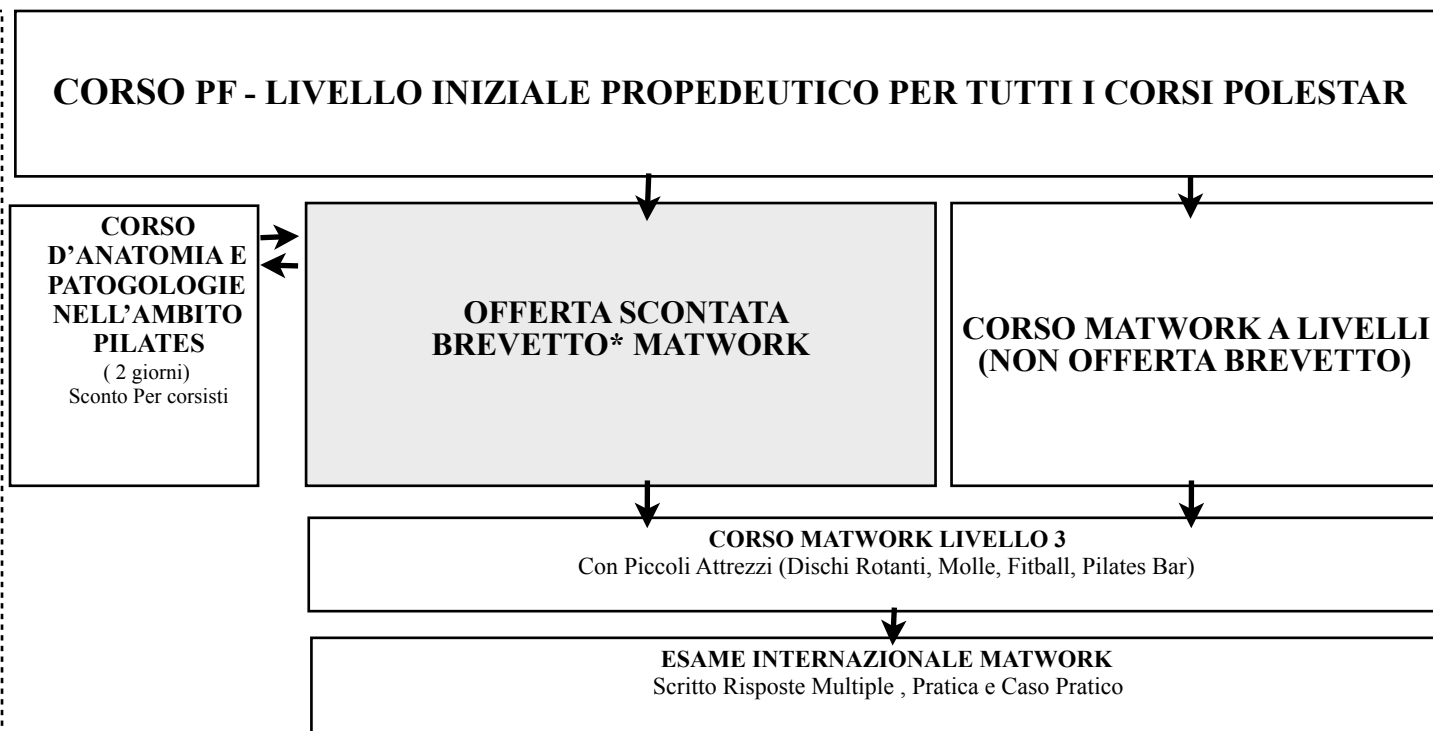 CORSO PF - LIVELLO INIZIALE PROPEDEUTICO PER TUTTI I CORSI POLESTAR
CORSO
D’ANATOMIA E
PATOGOLOGIE
NELL’AMBITO
PILATES
( 2 giorni)
Sconto Per corsisti
OFFERTA SCONTATA
BREVETTO* MATWORK
CORSO MATWORK A LIVELLI
(NON OFFERTA BREVETTO)
CORSO MATWORK LIVELLO 3
Con Piccoli Attrezzi (Dischi Rotanti, Molle, Fitball, Pilates Bar)
ESAME INTERNAZIONALE MATWORK
Scritto Risposte Multiple , Pratica e Caso Pratico